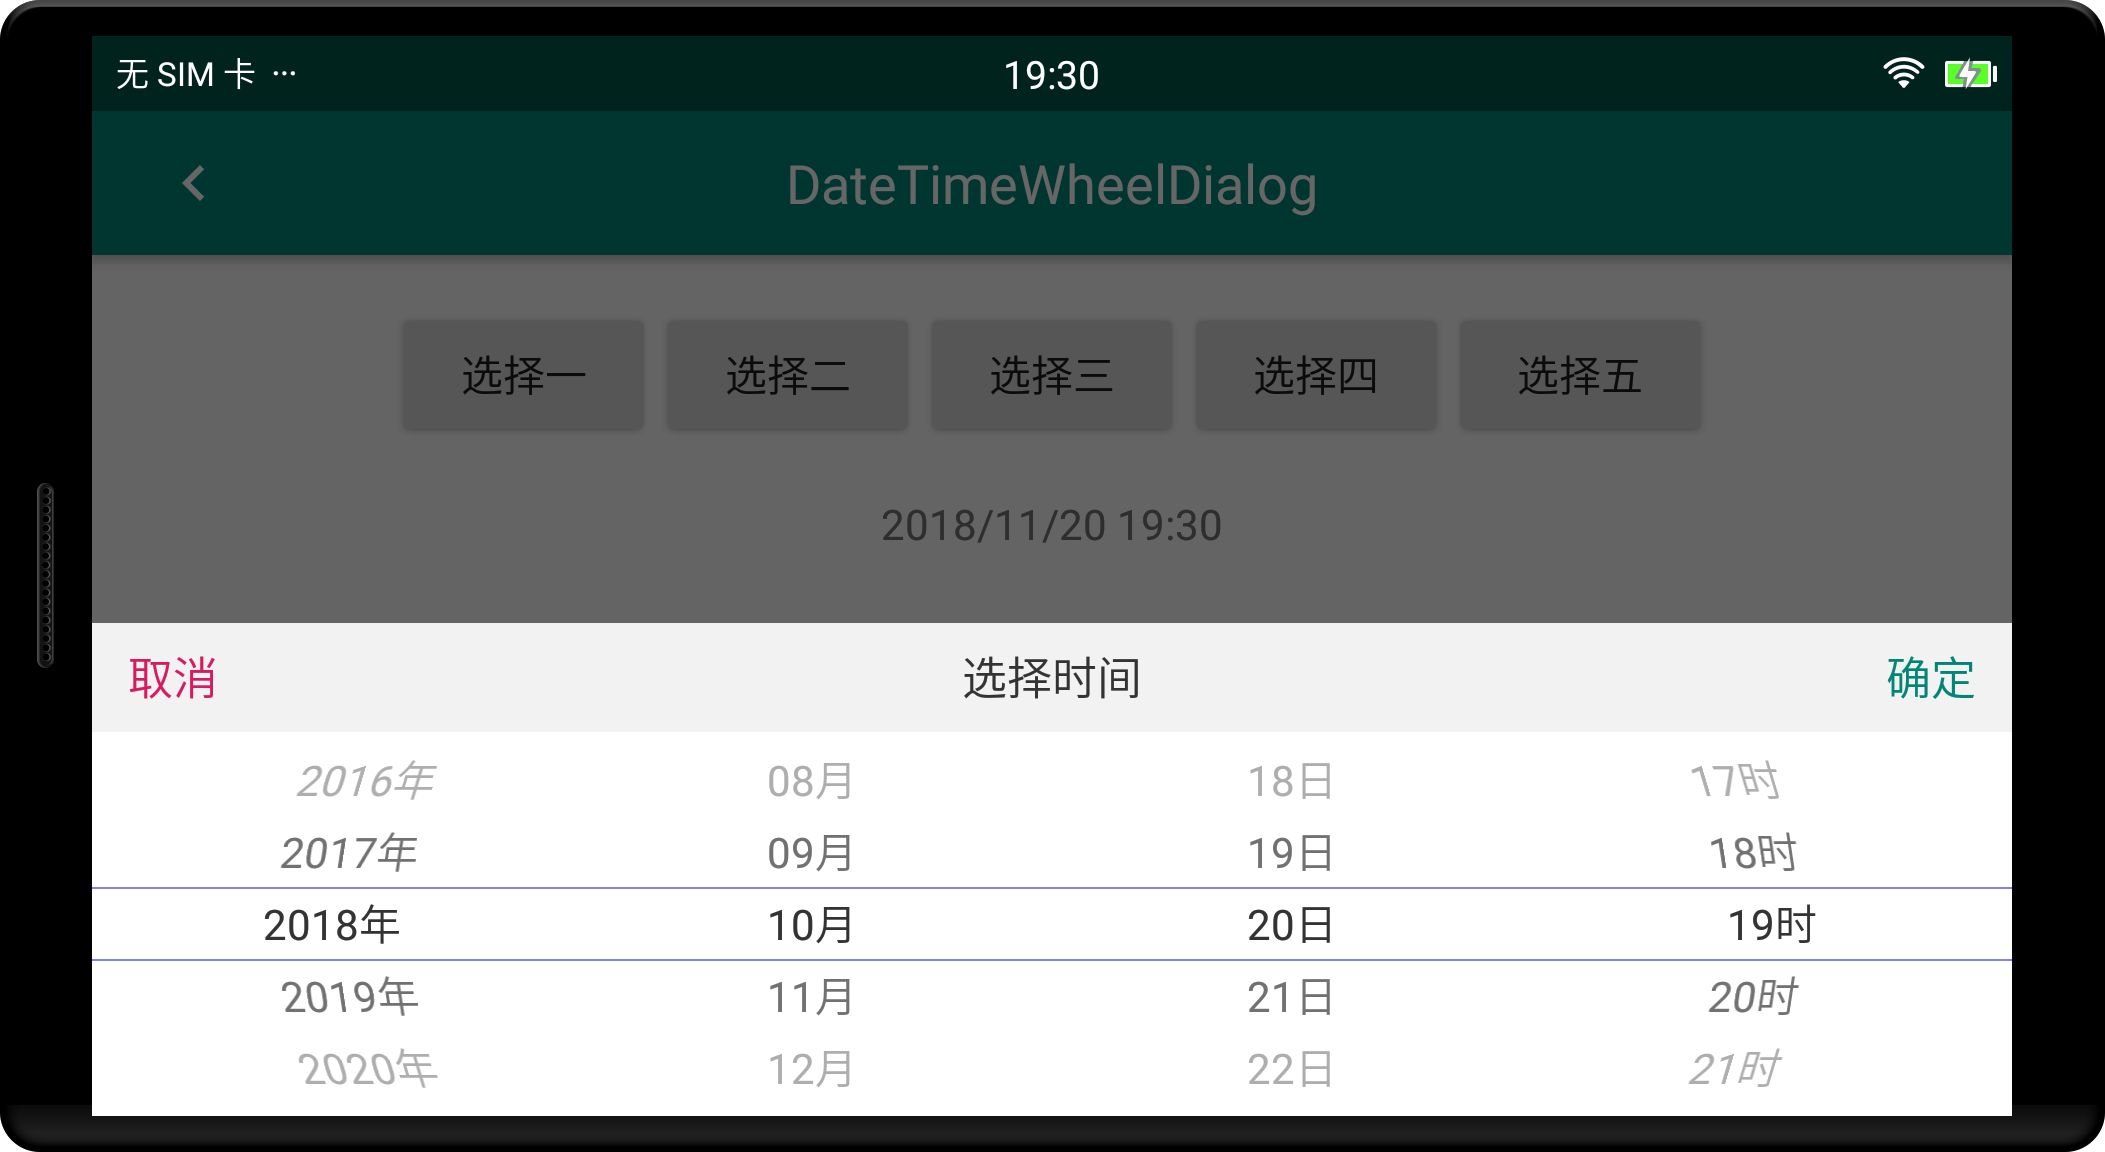 无 SIM 卡 ... 19:30
DateTimeWheelDialog
选择一 选择二 选择三 选择四 选择五
2018/11/20 19:30
取消 选择时间 确定
2016年 08月 18日 17时
2017年 09月 19日 18时
2018年 10月 20日 19时
2019年 11月 21日 20时
2020年 12月 22日 21时